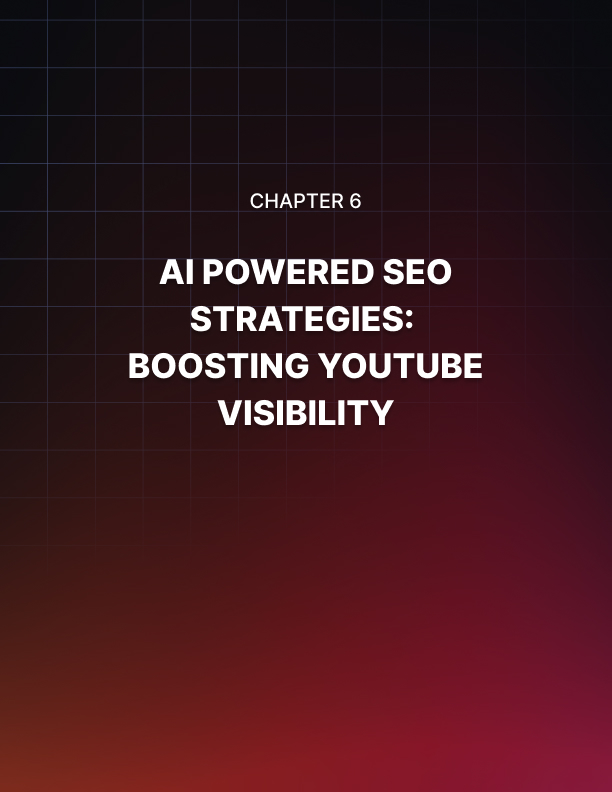 CHAPTER 6
AI POWERED SEO
STRATEGIES:
BOOSTING YOUTUBE
VISIBILITY